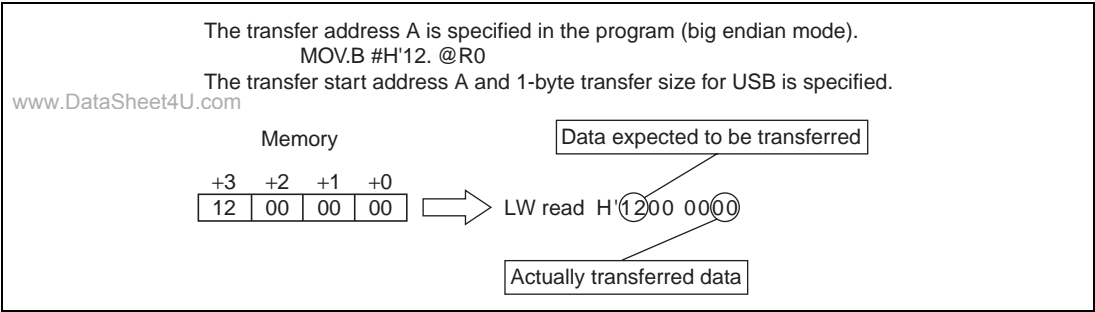 The transfer address A is specified in the program (big endian mode).
MOV.B #H'12. @R0
The transfer start address A and 1-byte transfer size for USB is specified.
www.DataSheet4U.com
Memory
Data expected to be transferred
+3 +2 +1 +0
12 00 00 00
LW read H'1200 0000
Actually transferred data